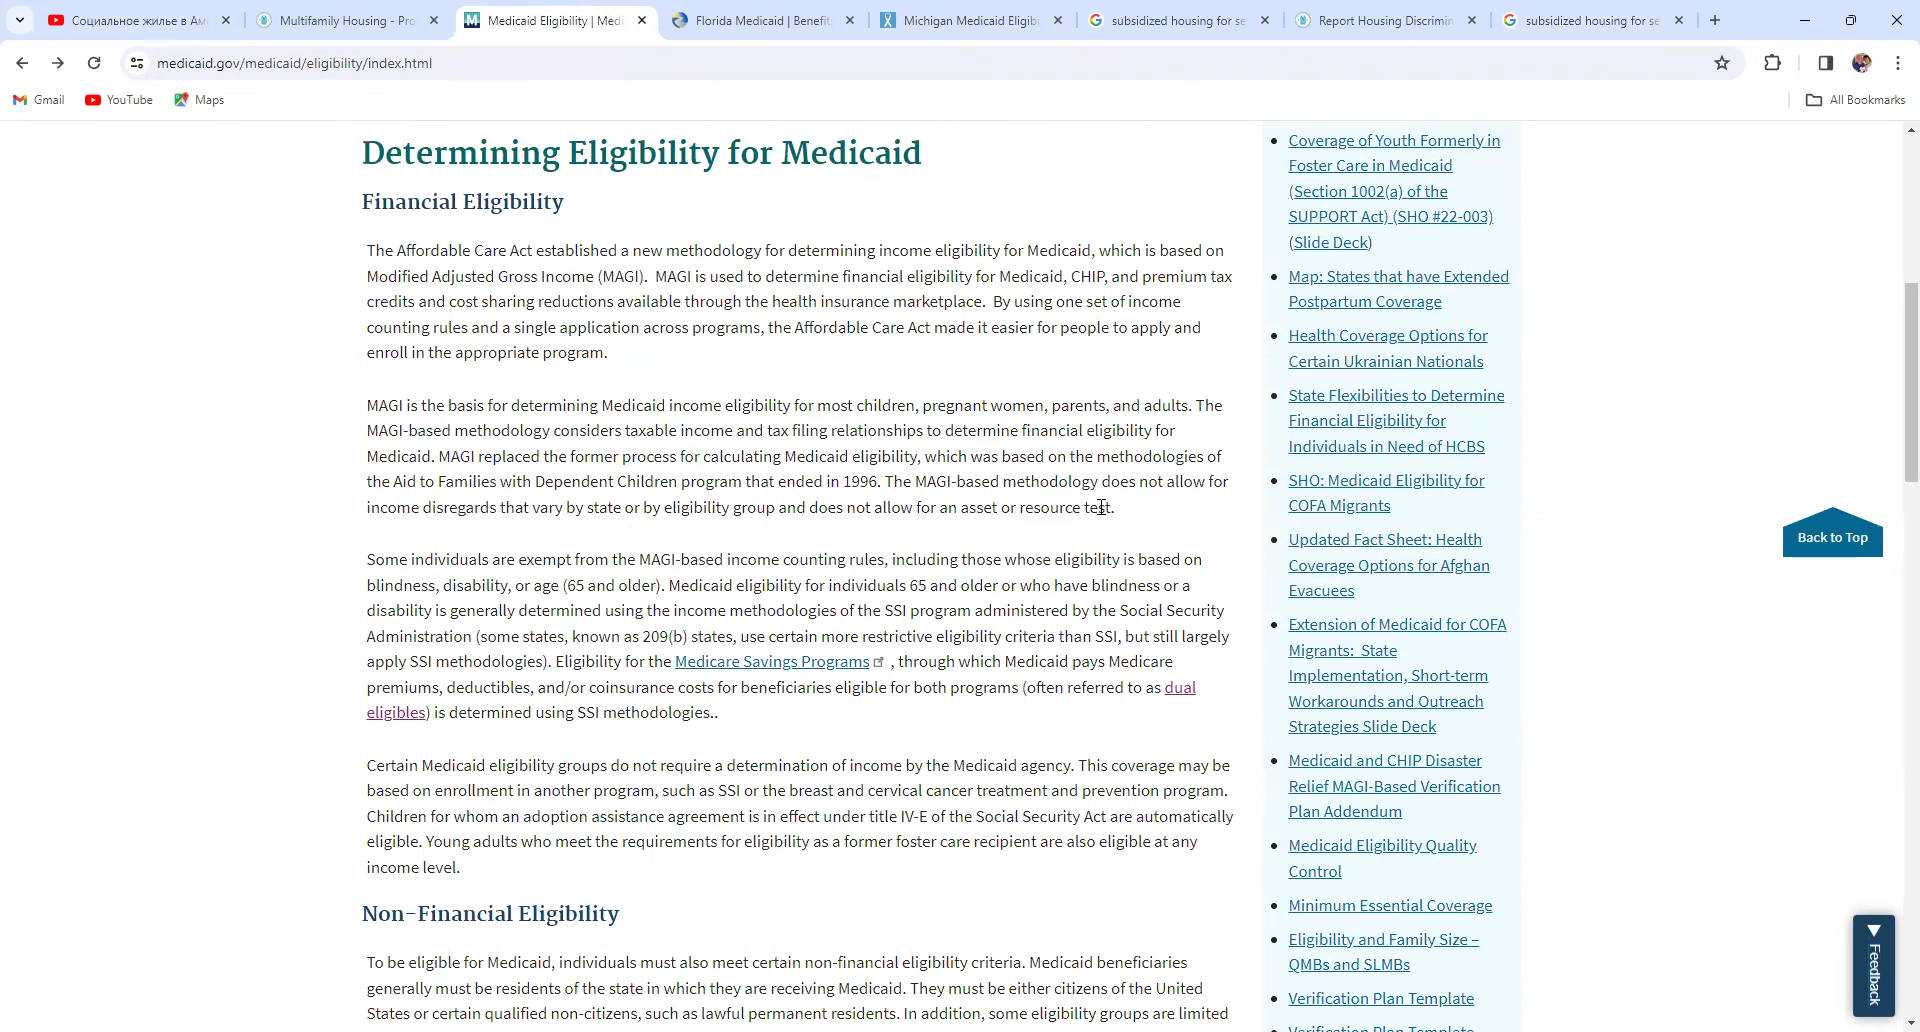 Социальное жилье в Ам
Multifamily Housing - Pro
Medicaid Eligibility | Medi
Florida Medicaid | Benefit
Michigan Medicaid Eligibi
subsidized housing for se
Report Housing Discrimin
subsidized housing for se
medicaid.gov/medicaid/eligibility/index.html
Gmail
YouTube
Maps
All Bookmarks
Determining Eligibility for Medicaid
Financial Eligibility
The Affordable Care Act established a new methodology for determining income eligibility for Medicaid, which is based on
Modified Adjusted Gross Income (MAGI).  MAGI is used to determine financial eligibility for Medicaid, CHIP, and premium tax
credits and cost sharing reductions available through the health insurance marketplace.  By using one set of income
counting rules and a single application across programs, the Affordable Care Act made it easier for people to apply and
enroll in the appropriate program.
MAGI is the basis for determining Medicaid income eligibility for most children, pregnant women, parents, and adults. The
MAGI-based methodology considers taxable income and tax filing relationships to determine financial eligibility for
Medicaid. MAGI replaced the former process for calculating Medicaid eligibility, which was based on the methodologies of
the Aid to Families with Dependent Children program that ended in 1996. The MAGI-based methodology does not allow for
income disregards that vary by state or by eligibility group and does not allow for an asset or resource test.
Some individuals are exempt from the MAGI-based income counting rules, including those whose eligibility is based on
blindness, disability, or age (65 and older). Medicaid eligibility for individuals 65 and older or who have blindness or a
disability is generally determined using the income methodologies of the SSI program administered by the Social Security
Administration (some states, known as 209(b) states, use certain more restrictive eligibility criteria than SSI, but still largely
apply SSI methodologies). Eligibility for the Medicare Savings Programs , through which Medicaid pays Medicare
premiums, deductibles, and/or coinsurance costs for beneficiaries eligible for both programs (often referred to as dual
eligibles) is determined using SSI methodologies..
Certain Medicaid eligibility groups do not require a determination of income by the Medicaid agency. This coverage may be
based on enrollment in another program, such as SSI or the breast and cervical cancer treatment and prevention program.
Children for whom an adoption assistance agreement is in effect under title IV-E of the Social Security Act are automatically
eligible. Young adults who meet the requirements for eligibility as a former foster care recipient are also eligible at any
income level.
Non-Financial Eligibility
To be eligible for Medicaid, individuals must also meet certain non-financial eligibility criteria. Medicaid beneficiaries
generally must be residents of the state in which they are receiving Medicaid. They must be either citizens of the United
States or certain qualified non-citizens, such as lawful permanent residents. In addition, some eligibility groups are limited
Coverage of Youth Formerly in
Foster Care in Medicaid
(Section 1002(a) of the
SUPPORT Act) (SHO #22-003)
(Slide Deck)
Map: States that have Extended
Postpartum Coverage
Health Coverage Options for
Certain Ukrainian Nationals
State Flexibilities to Determine
Financial Eligibility for
Individuals in Need of HCBS
SHO: Medicaid Eligibility for
COFA Migrants
Updated Fact Sheet: Health
Coverage Options for Afghan
Evacuees
Extension of Medicaid for COFA
Migrants:  State
Implementation, Short-term
Workarounds and Outreach
Strategies Slide Deck
Medicaid and CHIP Disaster
Relief MAGI-Based Verification
Plan Addendum
Medicaid Eligibility Quality
Control
Minimum Essential Coverage
Eligibility and Family Size –
QMBs and SLMBs
Verification Plan Template
Verification Plan Template
Back to Top
Feedback